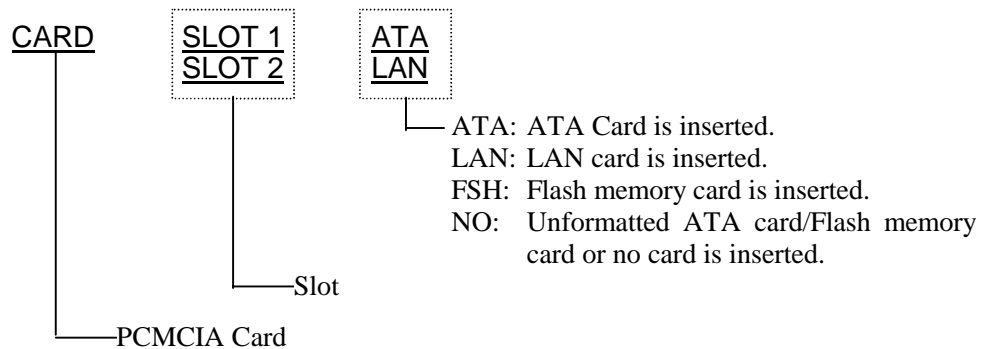 CARD SLOT 1 ATA
SLOT 2 LAN
ATA: ATA Card is inserted.
LAN: LAN card is inserted.
FSH: Flash memory card is inserted.
NO: Unformatted ATA card/Flash memory
card or no card is inserted.
Slot
PCMCIA Card